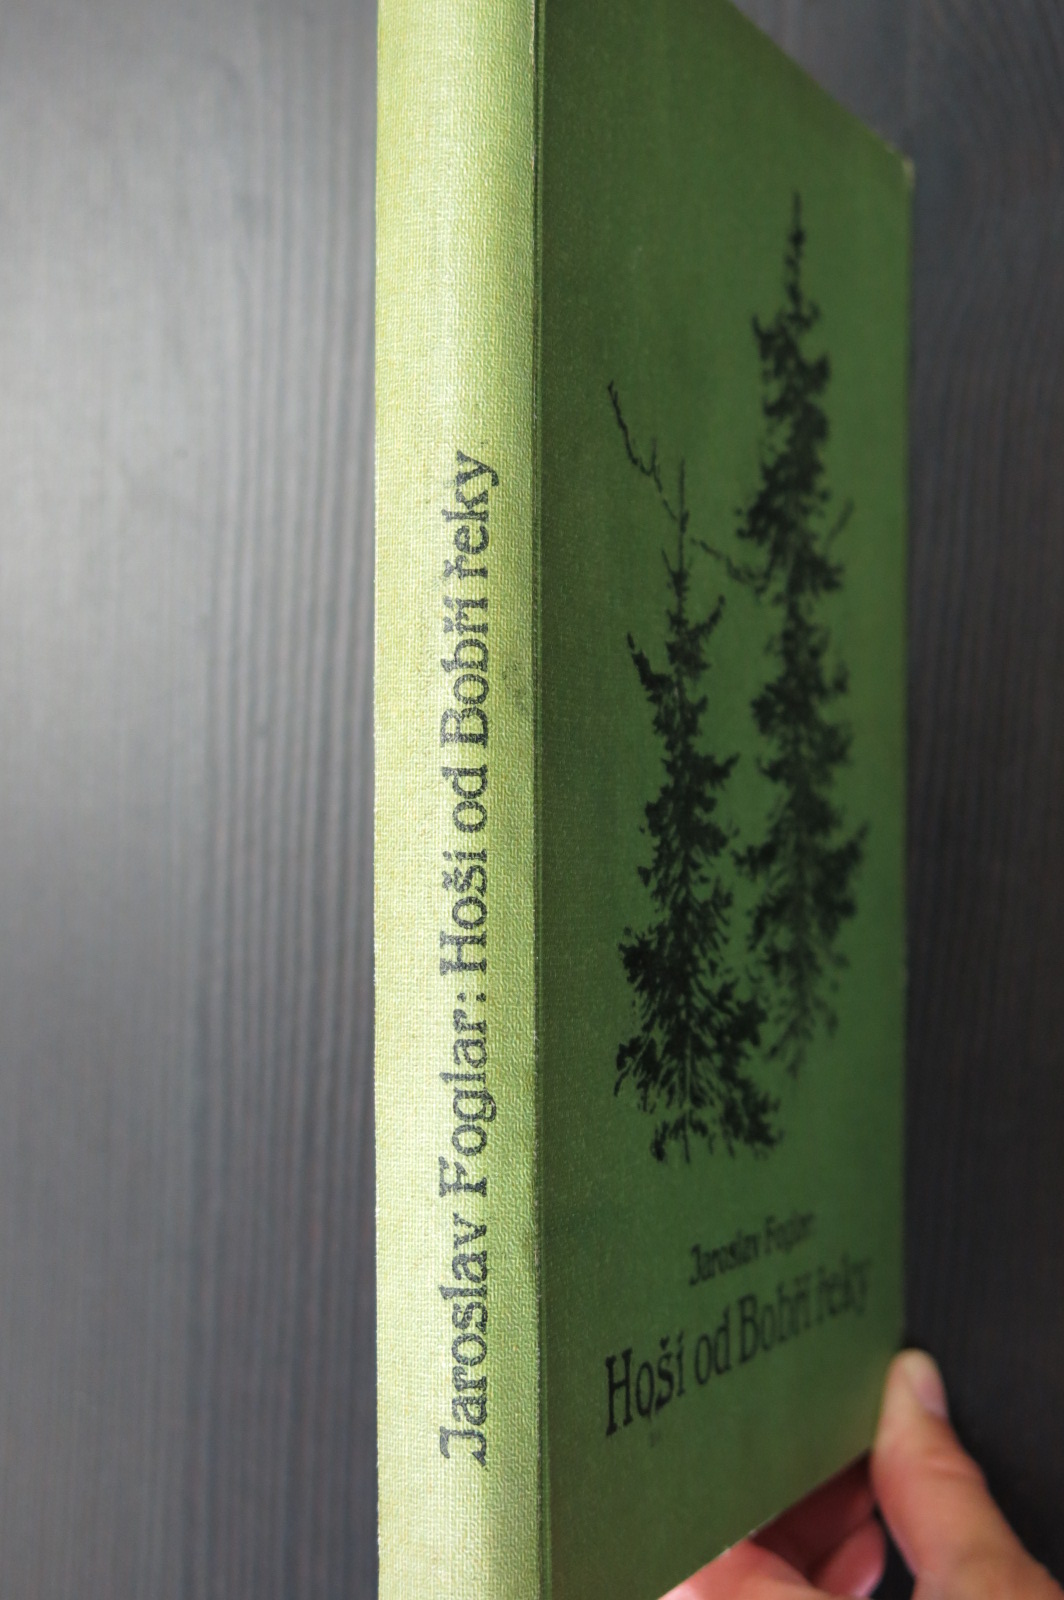 Jaroslav Foglar: Hoši od Bobří řeky
Jaroslav Foglar
Hoši od Bobří řeky